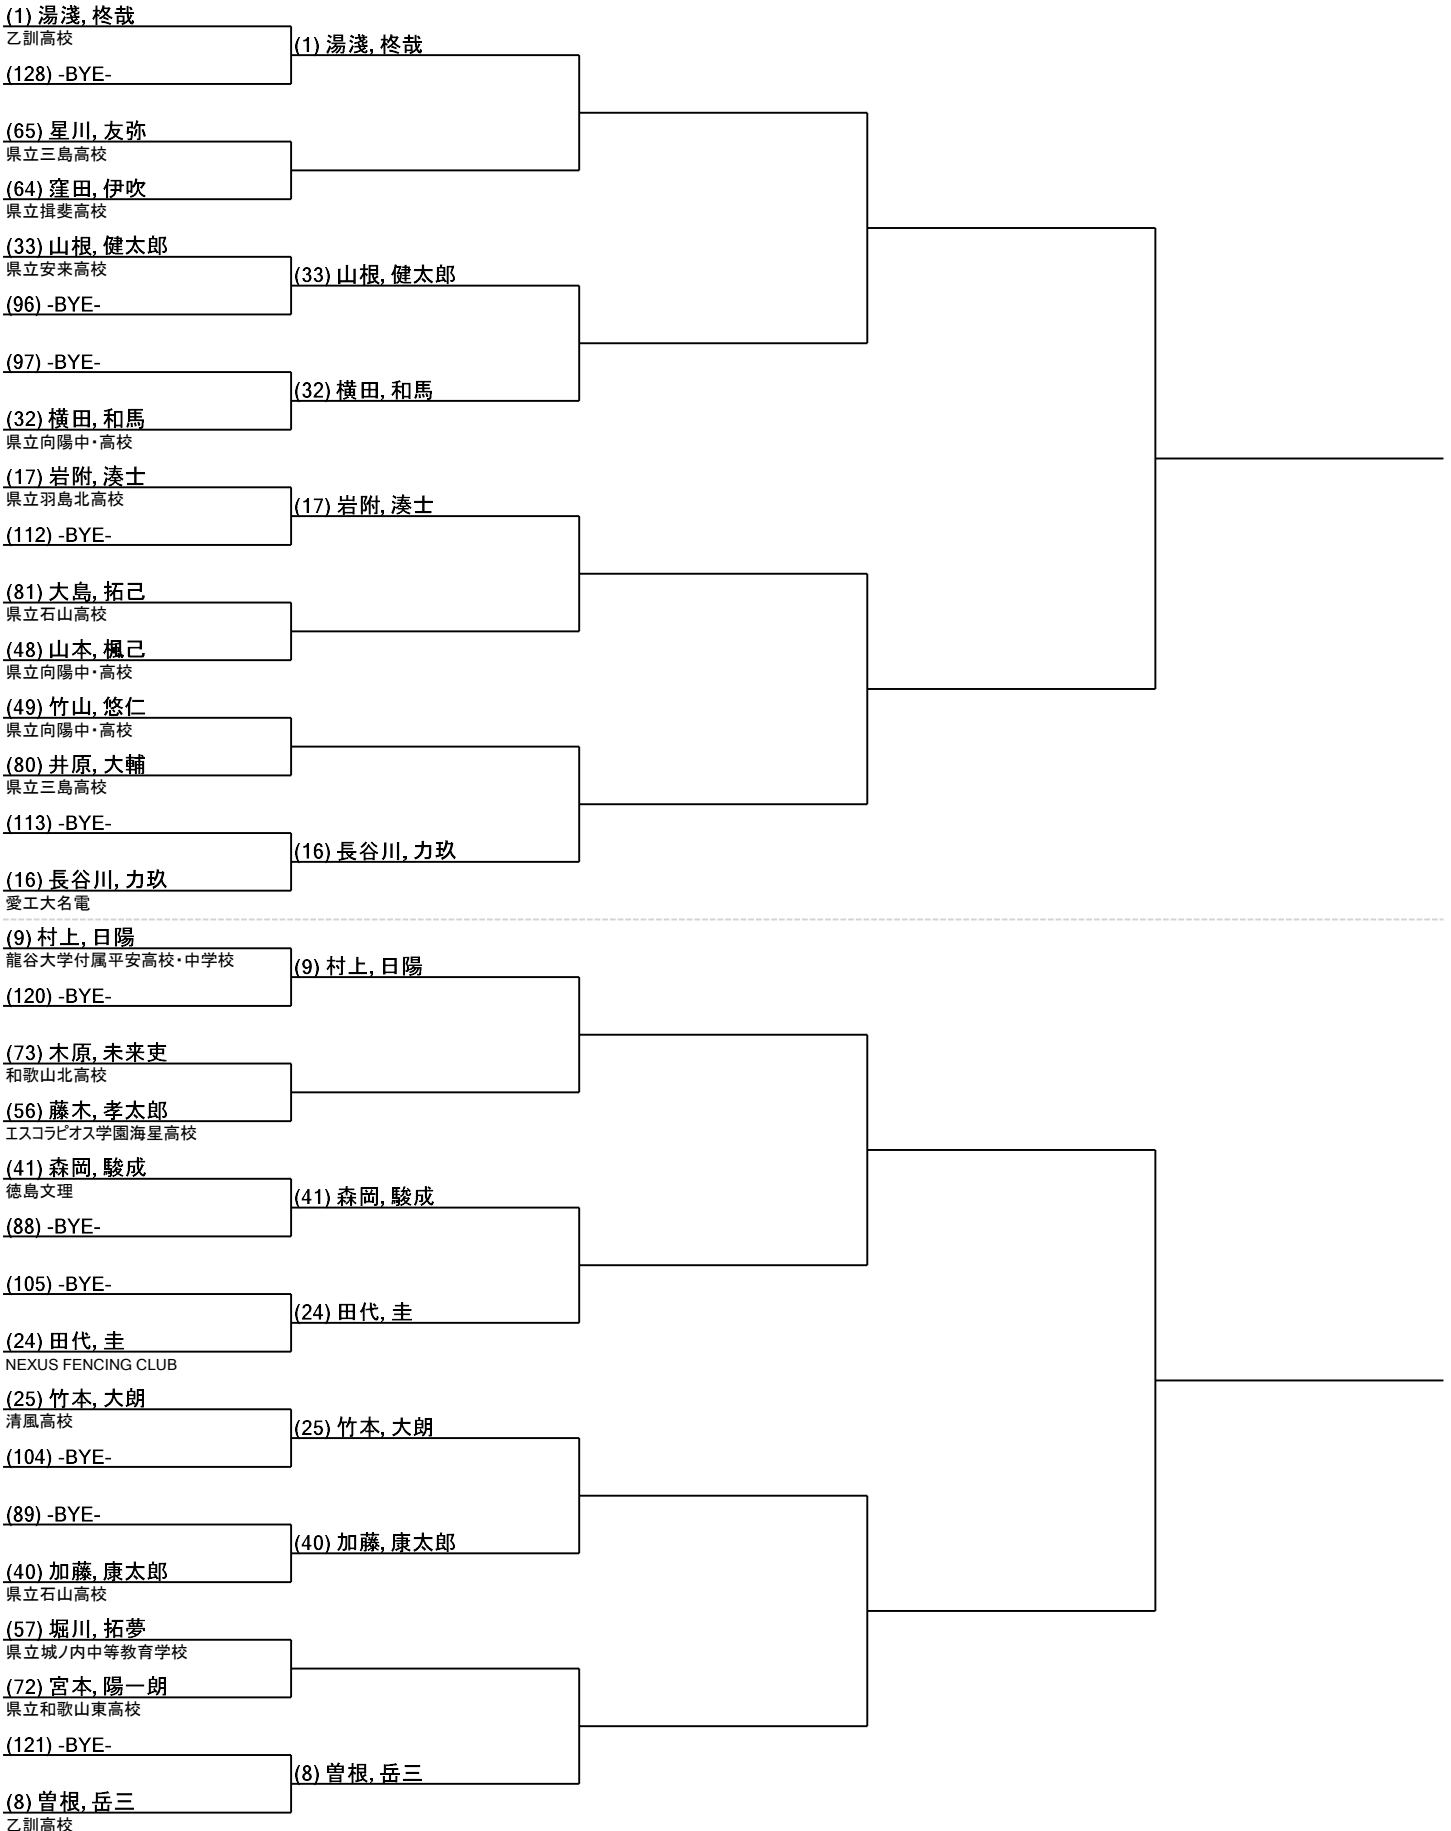 (1) 湯淺, 柊哉
乙訓高校
(1) 湯淺, 柊哉
(128) -BYE-
(65) 星川, 友弥
県立三島高校
(64) 窪田, 伊吹
県立揖斐高校
(33) 山根, 健太郎
県立安来高校
(33) 山根, 健太郎
(96) -BYE-
(97) -BYE-
(32) 横田, 和馬
(32) 横田, 和馬
県立向陽中・高校
(17) 岩附, 湊士
県立羽島北高校
(17) 岩附, 湊士
(112) -BYE-
(81) 大島, 拓己
県立石山高校
(48) 山本, 楓己
県立向陽中・高校
(49) 竹山, 悠仁
県立向陽中・高校
(80) 井原, 大輔
県立三島高校
(113) -BYE-
(16) 長谷川, 力玖
(16) 長谷川, 力玖
愛工大名電
(9) 村上, 日陽
龍谷大学付属平安高校・中学校
(9) 村上, 日陽
(120) -BYE-
(73) 木原, 未来吏
和歌山北高校
(56) 藤木, 孝太郎
エスコラピオス学園海星高校
(41) 森岡, 駿成
徳島文理
(41) 森岡, 駿成
(88) -BYE-
(105) -BYE-
(24) 田代, 圭
(24) 田代, 圭
NEXUS FENCING CLUB
(25) 竹本, 大朗
清風高校
(25) 竹本, 大朗
(104) -BYE-
(89) -BYE-
(40) 加藤, 康太郎
(40) 加藤, 康太郎
県立石山高校
(57) 堀川, 拓夢
県立城ノ内中等教育学校
(72) 宮本, 陽一朗
県立和歌山東高校
(121) -BYE-
(8) 曽根, 岳三
(8) 曽根, 岳三
乙訓高校